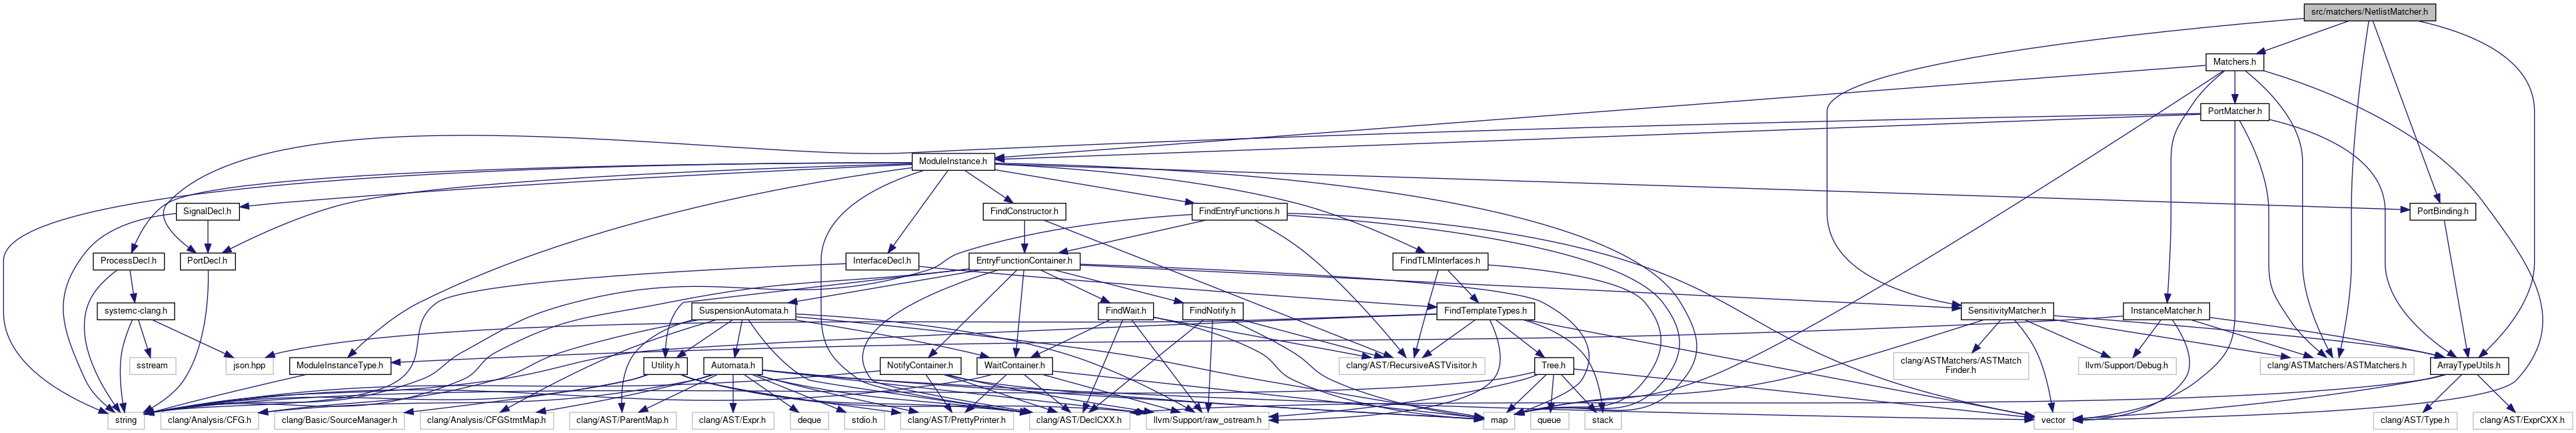 src/matchers/NetlistMatcher.h
Matchers.h
PortMatcher.h
ModuleInstance.h
SignalDecl.h
FindConstructor.h
FindEntryFunctions.h
PortBinding.h
ProcessDecl.h
PortDecl.h
InterfaceDecl.h
EntryFunctionContainer.h
FindTLMInterfaces.h
systemc-clang.h
SuspensionAutomata.h
FindWait.h
FindNotify.h
FindTemplateTypes.h
SensitivityMatcher.h
InstanceMatcher.h
sstream
json.hpp
ModuleInstanceType.h
Utility.h
Automata.h
NotifyContainer.h
WaitContainer.h
clang/AST/RecursiveASTVisitor.h
Tree.h
clang/ASTMatchers/ASTMatch
Finder.h
llvm/Support/Debug.h
clang/ASTMatchers/ASTMatchers.h
ArrayTypeUtils.h
string
clang/Analysis/CFG.h
clang/Basic/SourceManager.h
clang/Analysis/CFGStmtMap.h
clang/AST/ParentMap.h
clang/AST/Expr.h
deque
stdio.h
clang/AST/PrettyPrinter.h
clang/AST/DeclCXX.h
llvm/Support/raw_ostream.h
map
queue
stack
vector
clang/AST/Type.h
clang/AST/ExprCXX.h